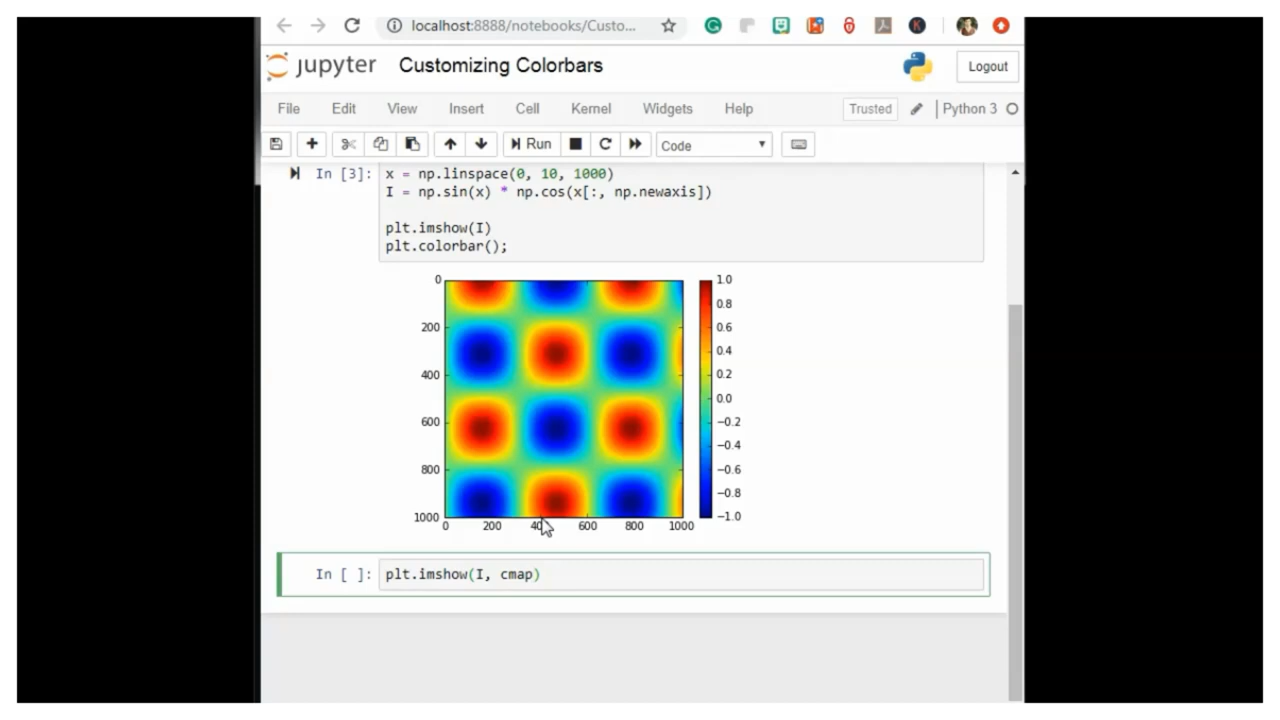 localhost:8888/notebooks/Custo...
jupyter Customizing Colorbars Logout
File Edit View Insert Cell Kernel Widgets Help Trusted Python 3
Run Code
In [3]: x = np.linspace(0, 10, 1000)
I = np.sin(x) * np.cos(x[:, np.newaxis])
plt.imshow(I)
plt.colorbar();
0
200
400
600
800
1000
0 200 600 800 1000
1.0
0.8
0.6
0.4
0.2
0.0
−0.2
−0.4
−0.6
−0.8
−1.0
In [ ]: plt.imshow(I, cmap)